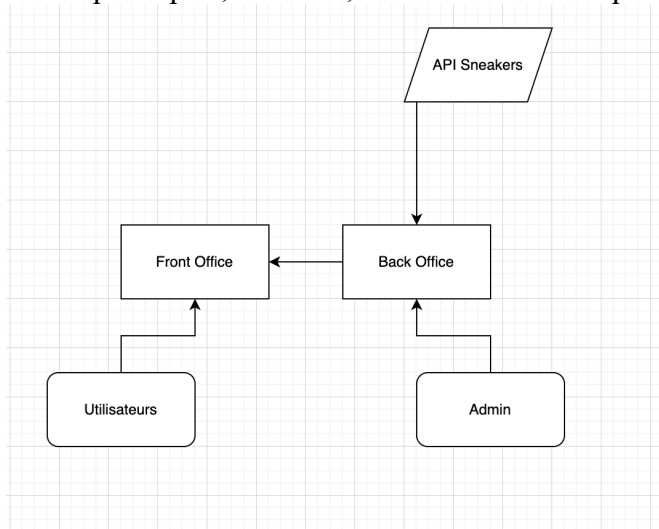 API Sneakers
Front Office
Back Office
Utilisateurs
Admin